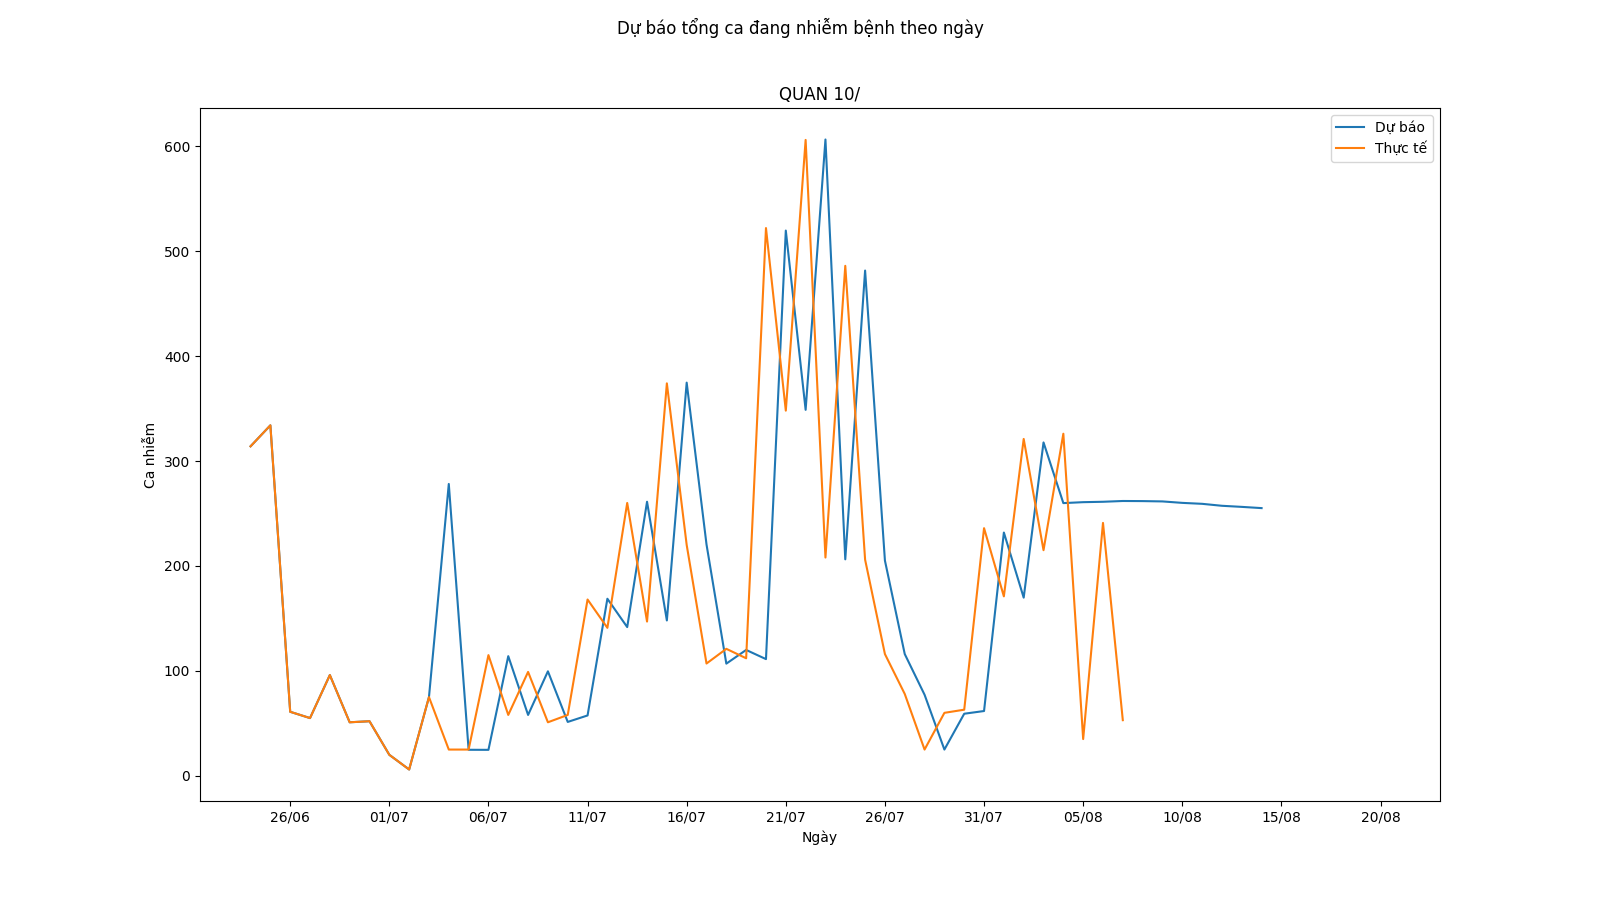 Dự báo tổng ca đang nhiễm bệnh theo ngày
QUAN 10/
Dự báo
Thực tế
600
500
400
300
200
100
0
Ca nhiễm
26/06 01/07 06/07 11/07 16/07 21/07 26/07 31/07 05/08 10/08 15/08 20/08
Ngày